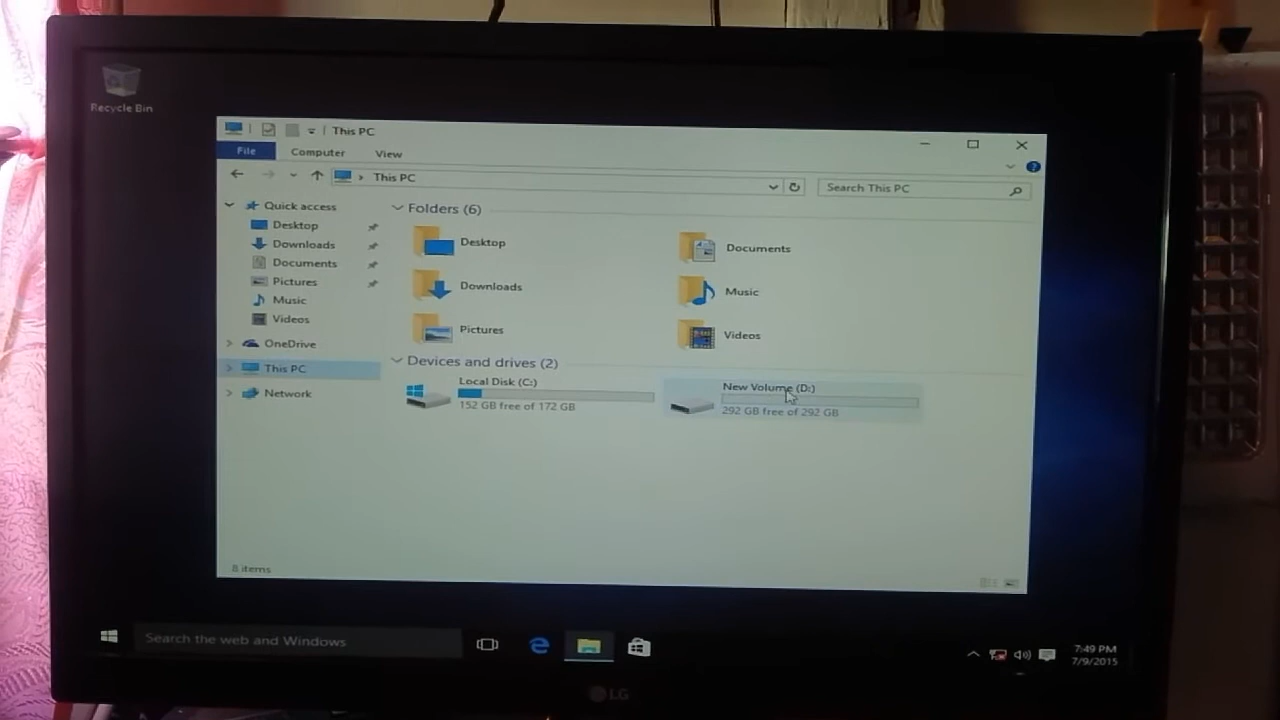 Recycle Bin
This PC
File
Computer
View
This PC
Search This PC
Quick access
Desktop
Downloads
Documents
Pictures
Music
Videos
OneDrive
This PC
Network
Folders (6)
Desktop
Documents
Downloads
Music
Pictures
Videos
Devices and drives (2)
Local Disk (C:)
152 GB free of 172 GB
New Volume (D:)
292 GB free of 292 GB
8 items
Search the web and Windows
7:49 PM
7/9/2015
LG